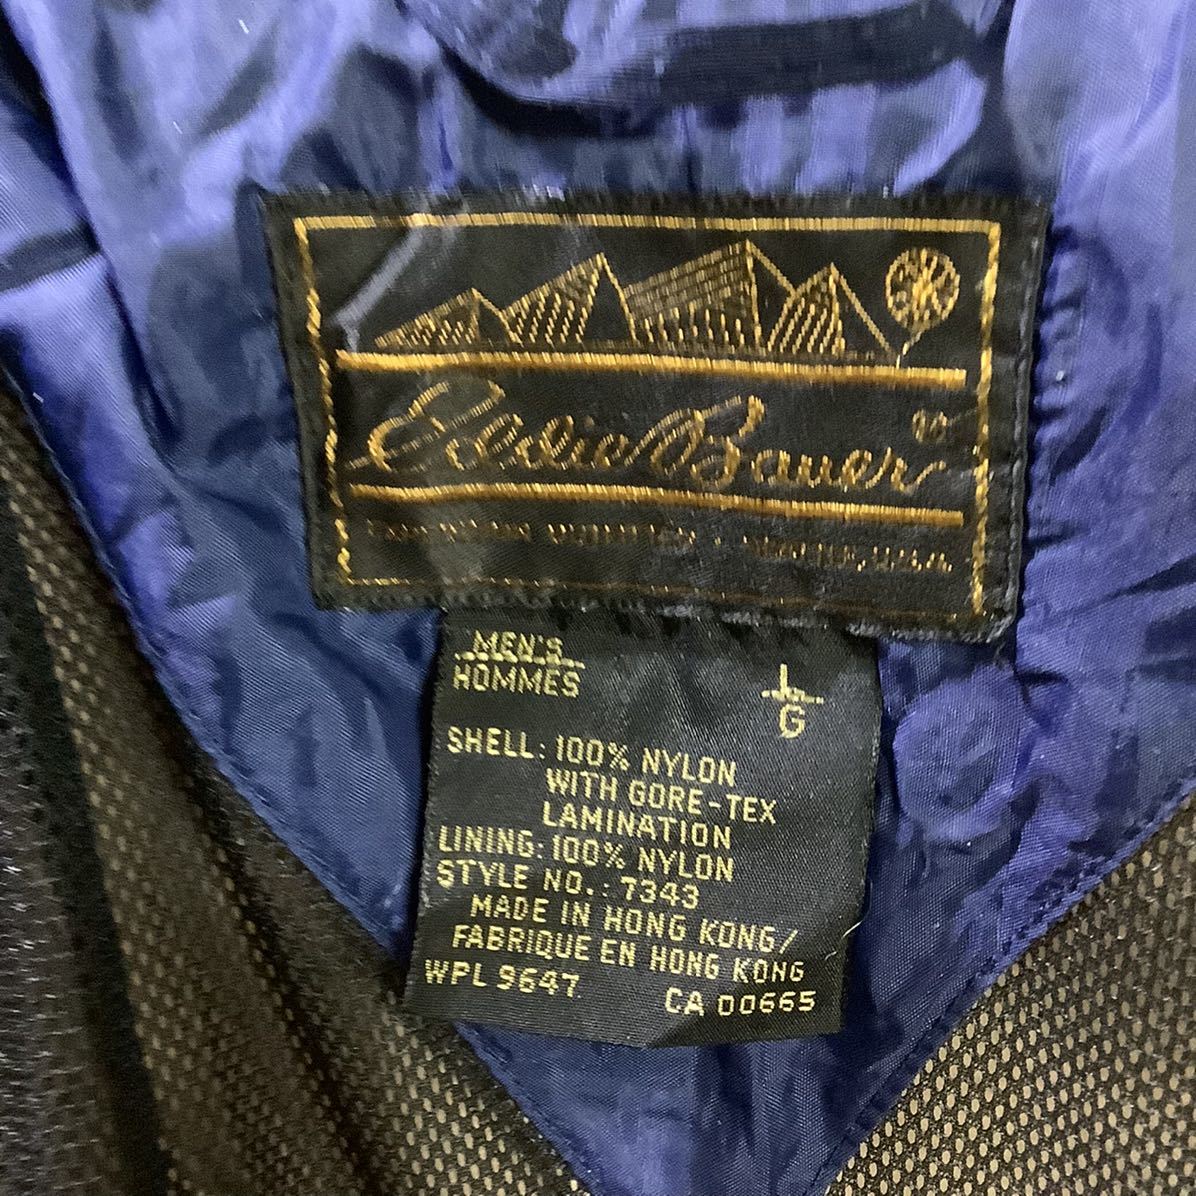 Eddie Bauer
OUTFITTER • U.S.A.
MEN'S
HOMMES
L
G
SHELL: 100% NYLON
WITH GORE-TEX
LAMINATION
LINING: 100% NYLON
STYLE NO.: 7343
MADE IN HONG KONG/
FABRIQUE EN HONG KONG
WPL 9647 CA 00665